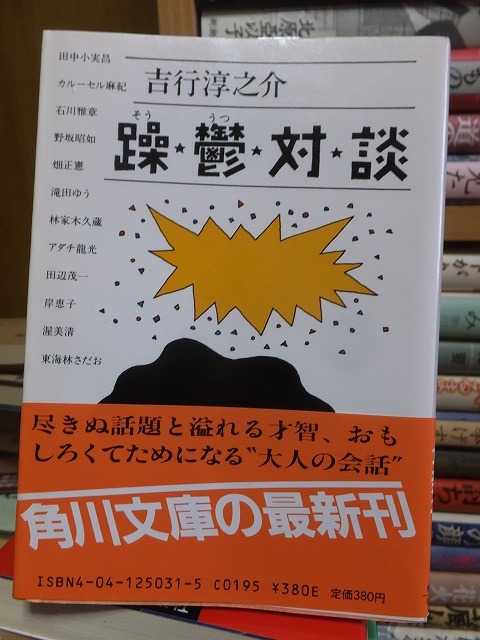 田中小実昌
カルーセル麻紀
石川雅章
野坂昭如
畑正憲
滝田ゆう
林家木久蔵
アダチ龍光
田辺茂一
岸恵子
渥美清
東海林さだお
吉行淳之介
そう うつ
躁★鬱★対★談
尽きぬ話題と溢れる才智、おも
しろくてためになる〝大人の会話〟
角川文庫の最新刊
ISBN4-04-125031-5 C0195 ¥380E 定価380円